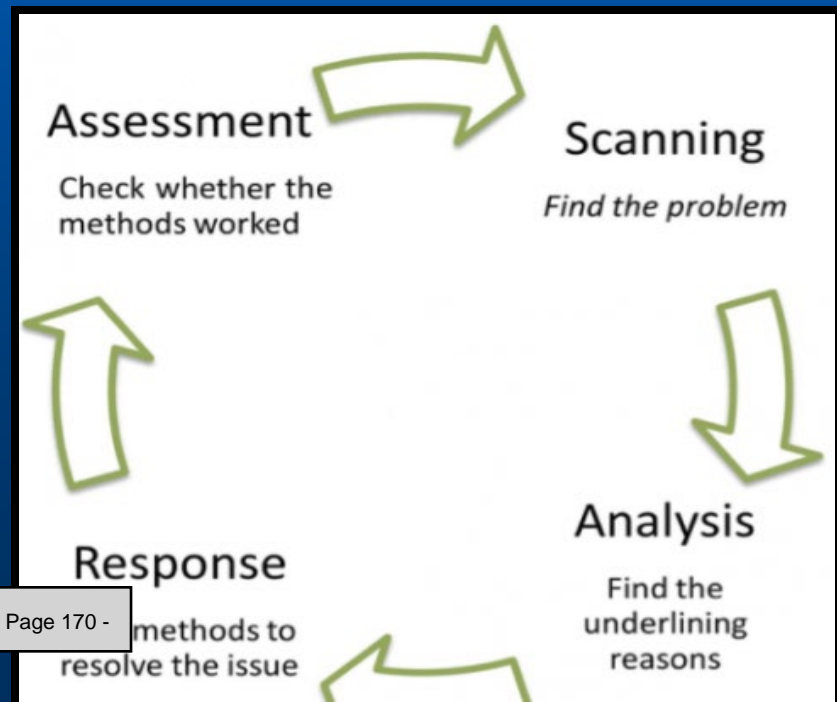 Assessment
Check whether the
methods worked
Scanning
Find the problem
Analysis
Find the
underlining
reasons
Response
methods to
resolve the issue
Page 170 -